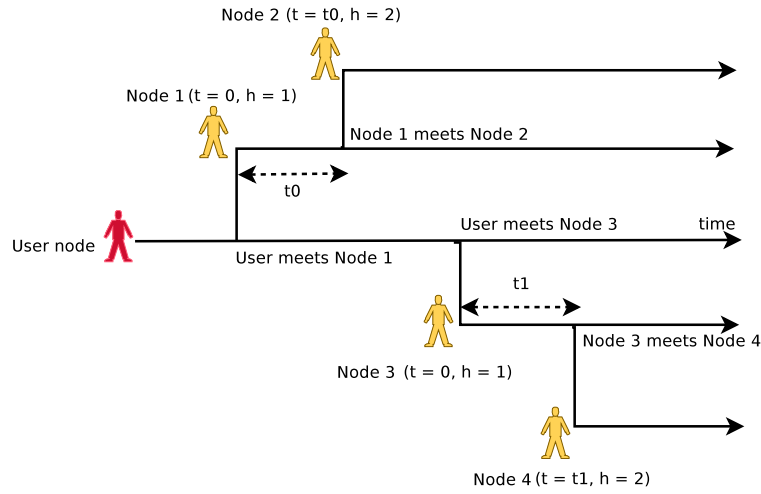 Node 2 (t = t0, h = 2)
Node 1 (t = 0, h = 1)
Node 1 meets Node 2
t0
User meets Node 3
time
User node
User meets Node 1
t1
Node 3 meets Node 4
Node 3 (t = 0, h = 1)
Node 4 (t = t1, h = 2)